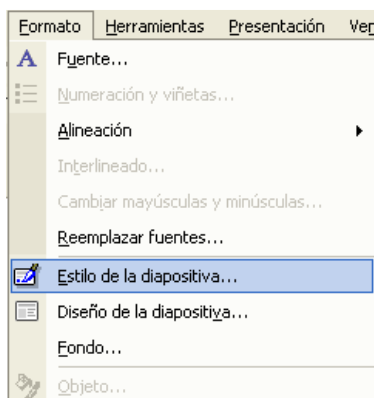 Formato Herramientas Presentación
Fuente...
Numeración y viñetas...
Alineación
Interlineado...
Cambiar mayúsculas y minúsculas...
Reemplazar fuentes...
Estilo de la diapositiva...
Diseño de la diapositiva...
Fondo...
Objeto...